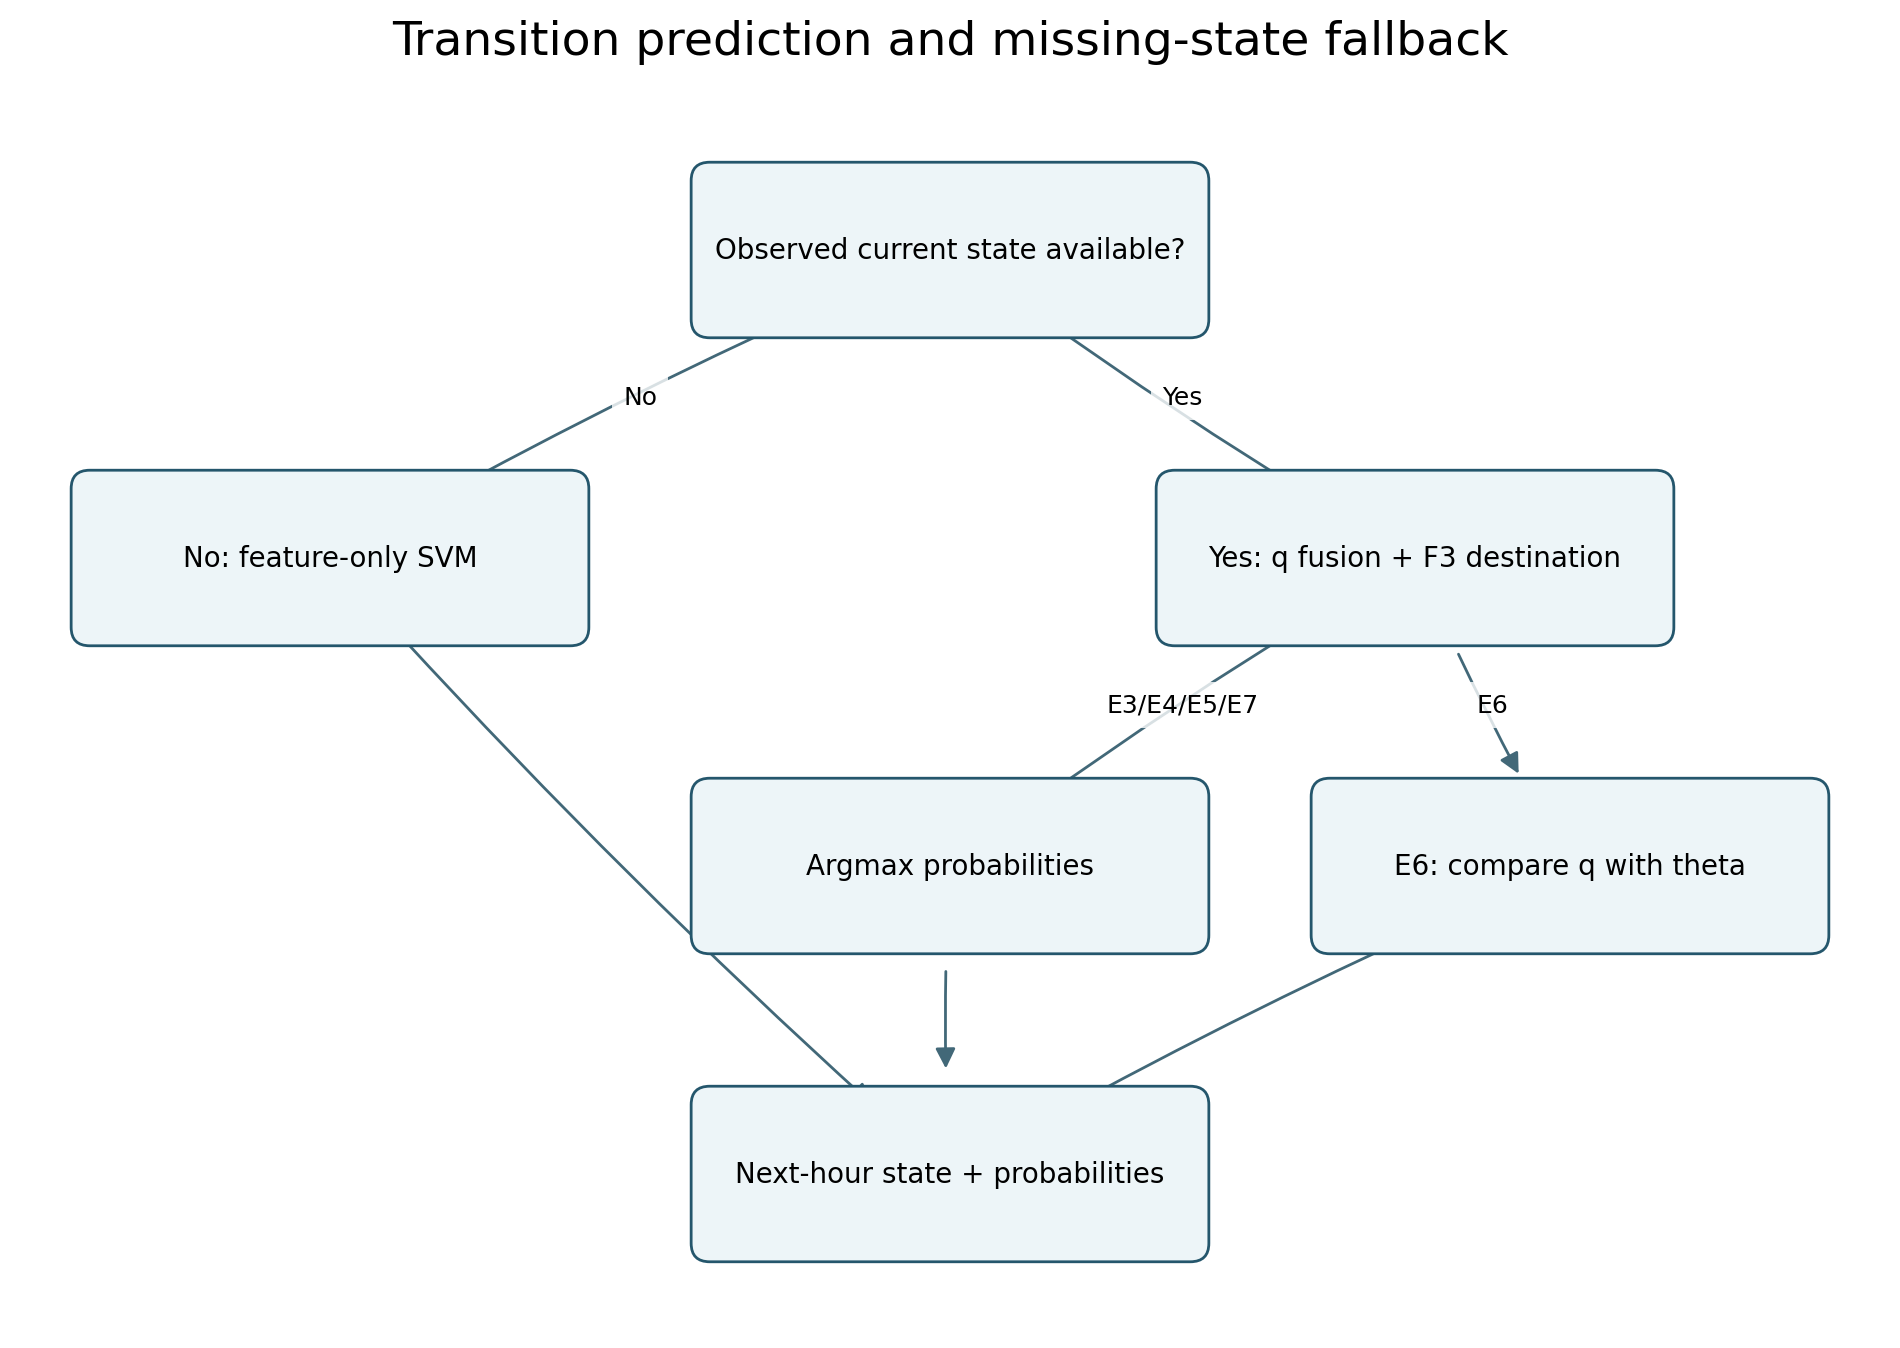 Transition prediction and missing-state fallback
Observed current state available?
No
Yes
No: feature-only SVM
Yes: q fusion + F3 destination
E3/E4/E5/E7
E6
Argmax probabilities
E6: compare q with theta
Next-hour state + probabilities